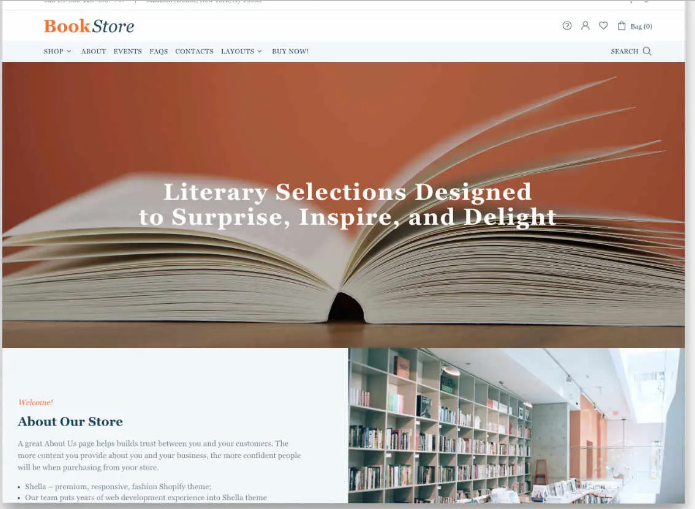 BookStore
Bag (0)
SHOP ABOUT EVENTS FAQS CONTACTS LAYOUTS BUY NOW! SEARCH
Literary Selections Designed
to Surprise, Inspire, and Delight
Welcome!
About Our Store
A great About Us page helps builds trust between you and your customers. The
more content you provide about you and your business, the more confident people
will be when purchasing from your store.
• Shella – premium, responsive, fashion Shopify theme;
• Our team puts years of web development experience into Shella theme